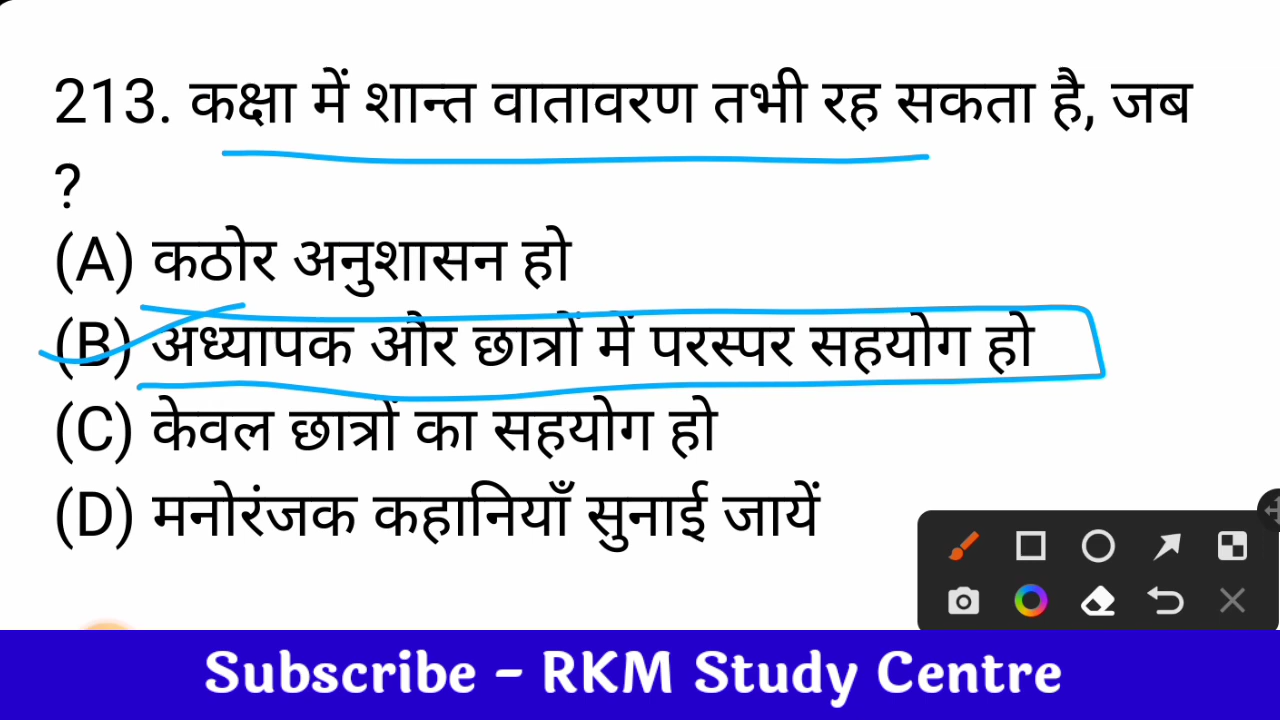 213. कक्षा में शान्त वातावरण तभी रह सकता है, जब
?
(A) कठोर अनुशासन हो
(B) अध्यापक और छात्रों में परस्पर सहयोग हो
(C) केवल छात्रों का सहयोग हो
(D) मनोरंजक कहानियाँ सुनाई जायें
Subscribe - RKM Study Centre